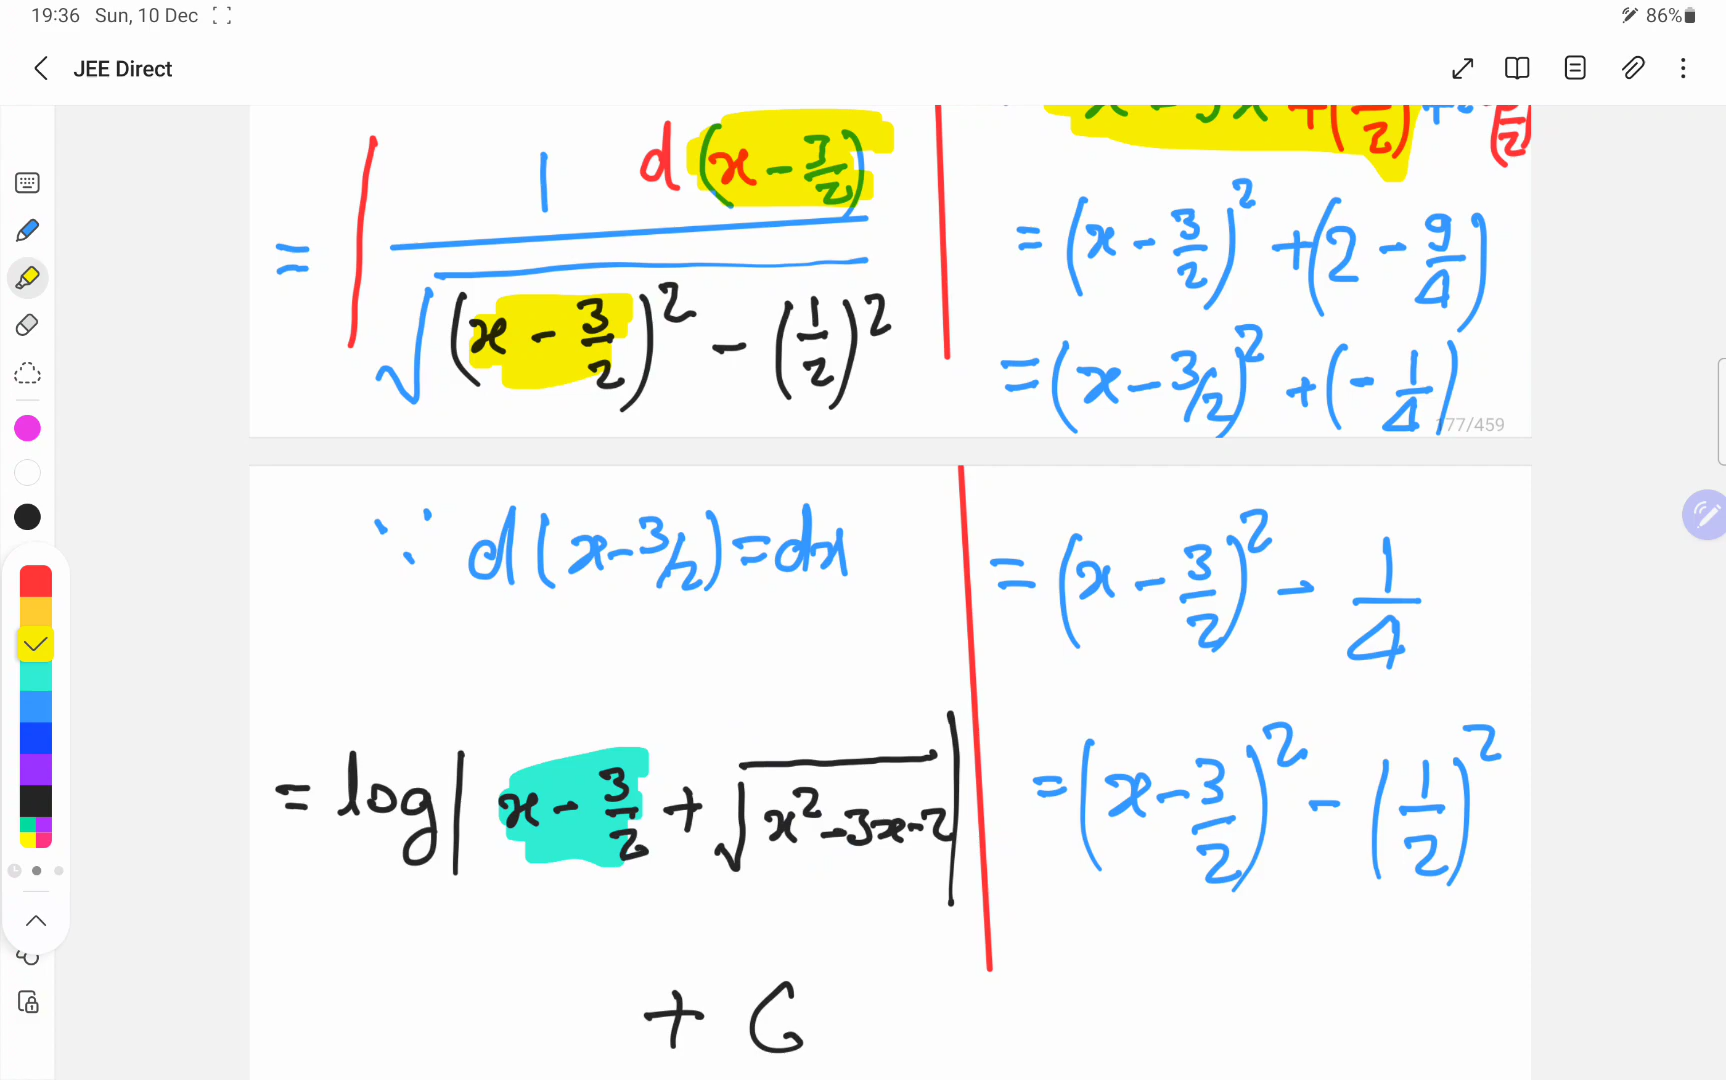 19:36 Sun, 10 Dec
86%
JEE Direct
= ∫ 1 d(x - 3/2) / √((x - 3/2)² - (1/2)²)
= (x - 3/2)² + (2 - 9/4)
= (x - 3/2)² + (- 1/4)
177/459
∵ d(x - 3/2) = dx
= (x - 3/2)² - 1/4
= log | x - 3/2 + √(x² - 3x - 2) |
= (x - 3/2)² - (1/2)²
+ C